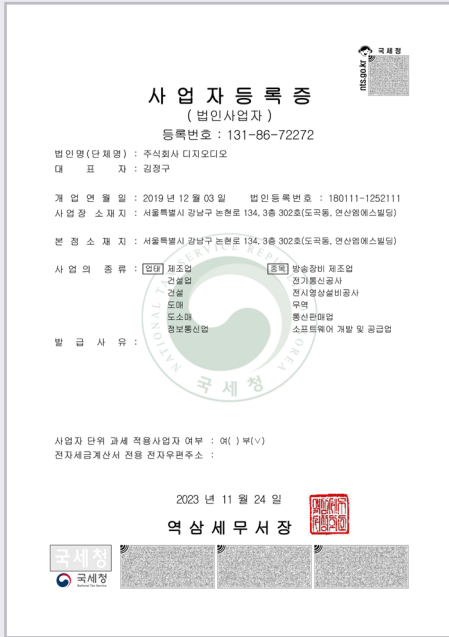 국세청
nts.go.kr
사업자등록증
( 법인사업자 )
등록번호 : 131-86-72272
법인명(단체명) : 주식회사 디지오디오
대 표 자 : 김정구
개 업 연 월 일 : 2019 년 12 월 03 일 법인등록번호 : 180111-1252111
사업장 소재지 : 서울특별시 강남구 논현로 134, 3층 302호(도곡동, 연산엠에스빌딩)
본 점 소 재 지 : 서울특별시 강남구 논현로 134, 3층 302호(도곡동, 연산엠에스빌딩)
사 업 의 종 류 : 업태 제조업 종목 방송장비 제조업
건설업 전기통신공사
건설 전시영상설비공사
도매 무역
도소매 통신판매업
정보통신업 소프트웨어 개발 및 공급업
발 급 사 유 :
NATIONAL TAX SERVICE REPUBLIC OF KOREA
국세청
사업자 단위 과세 적용사업자 여부 : 여( ) 부(∨)
전자세금계산서 전용 전자우편주소 :
2023 년 11 월 24 일
역삼세무서장
국세청
국세청
National Tax Service